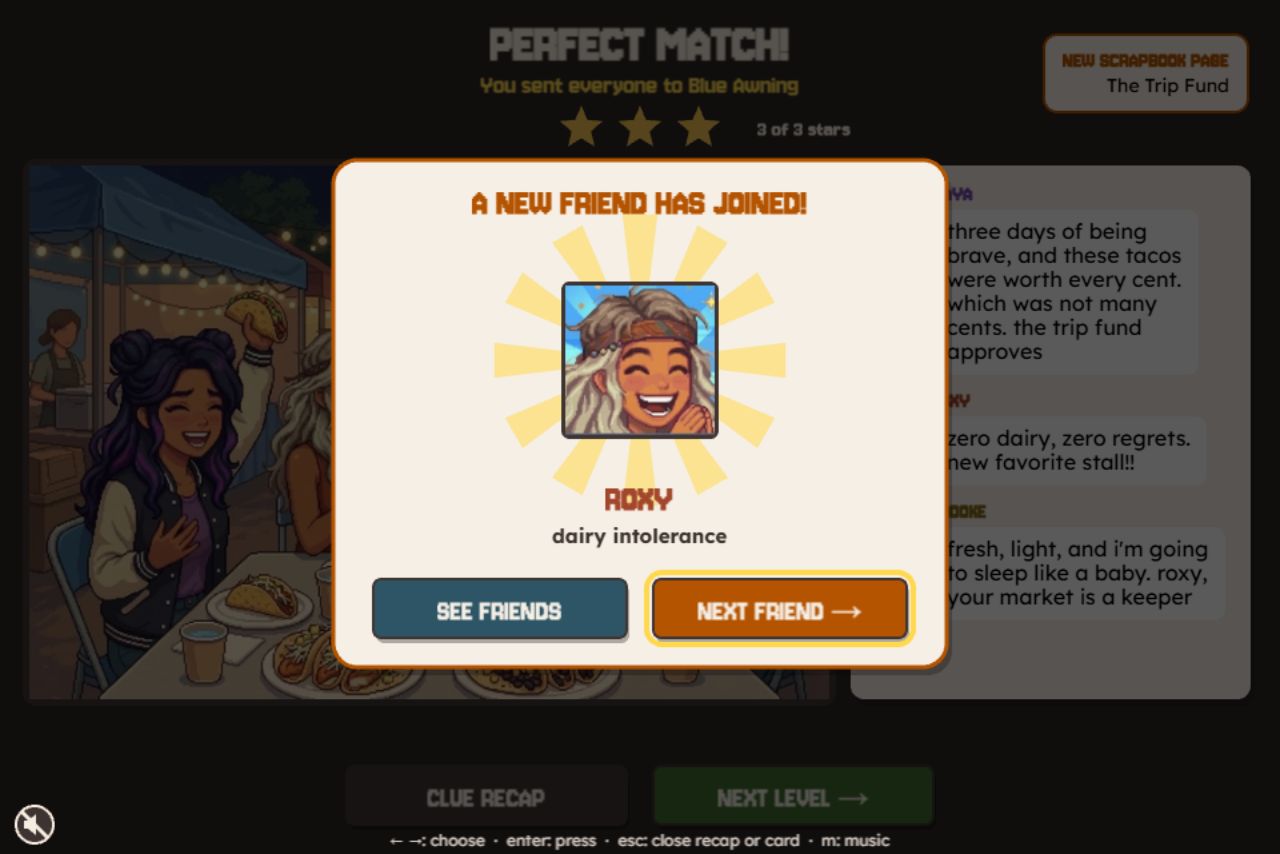 PERFECT MATCH!
You sent everyone to Blue Awning
3 of 3 stars
NEW SCRAPBOOK PAGE
The Trip Fund
A NEW FRIEND HAS JOINED!
ROXY
dairy intolerance
SEE FRIENDS
NEXT FRIEND →
three days of being
brave, and these tacos
were worth every cent.
which was not many
cents. the trip fund
approves
zero dairy, zero regrets.
new favorite stall!!
fresh, light, and i'm going
to sleep like a baby. roxy,
your market is a keeper
CLUE RECAP
NEXT LEVEL →
← →: choose · enter: press · esc: close recap or card · m: music